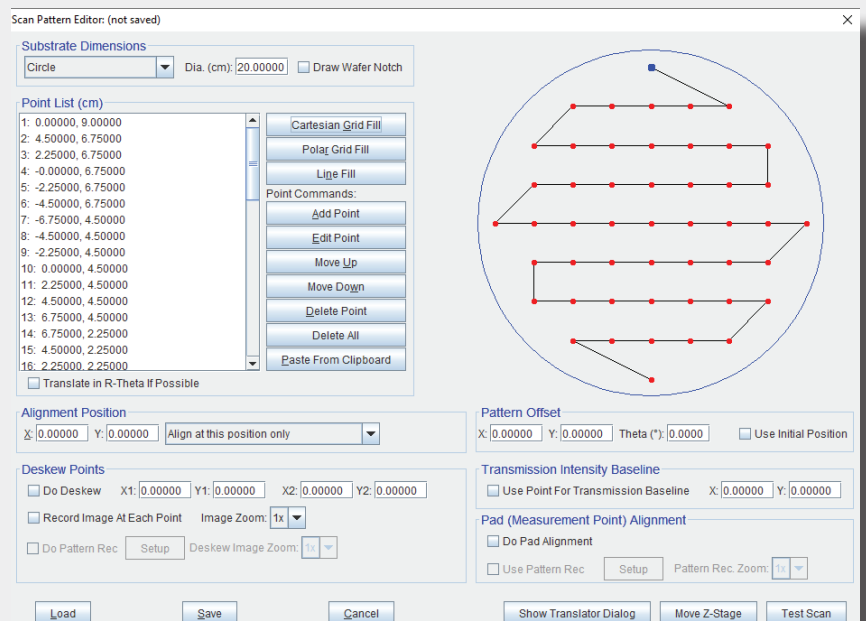 Scan Pattern Editor: (not saved)
Substrate Dimensions
Circle Dia. (cm): 20.00000 Draw Wafer Notch
Point List (cm)
1: 0.00000, 9.00000
2: 4.50000, 6.75000
3: 2.25000, 6.75000
4: -0.00000, 6.75000
5: -2.25000, 6.75000
6: -4.50000, 6.75000
7: -6.75000, 4.50000
8: -4.50000, 4.50000
9: -2.25000, 4.50000
10: 0.00000, 4.50000
11: 2.25000, 4.50000
12: 4.50000, 4.50000
13: 6.75000, 4.50000
14: 6.75000, 2.25000
15: 4.50000, 2.25000
16: 2.25000, 2.25000
Cartesian Grid Fill
Polar Grid Fill
Line Fill
Point Commands:
Add Point
Edit Point
Move Up
Move Down
Delete Point
Delete All
Paste From Clipboard
Translate in R-Theta If Possible
Alignment Position
X: 0.00000 Y: 0.00000 Align at this position only
Pattern Offset
X: 0.00000 Y: 0.00000 Theta (°): 0.0000 Use Initial Position
Deskew Points
Do Deskew X1: 0.00000 Y1: 0.00000 X2: 0.00000 Y2: 0.00000
Record Image At Each Point Image Zoom: 1x
Do Pattern Rec Setup Deskew Image Zoom: 1x
Transmission Intensity Baseline
Use Point For Transmission Baseline X: 0.00000 Y: 0.00000
Pad (Measurement Point) Alignment
Do Pad Alignment
Use Pattern Rec Setup Pattern Rec. Zoom: 1x
Load Save Cancel Show Translator Dialog Move Z-Stage Test Scan